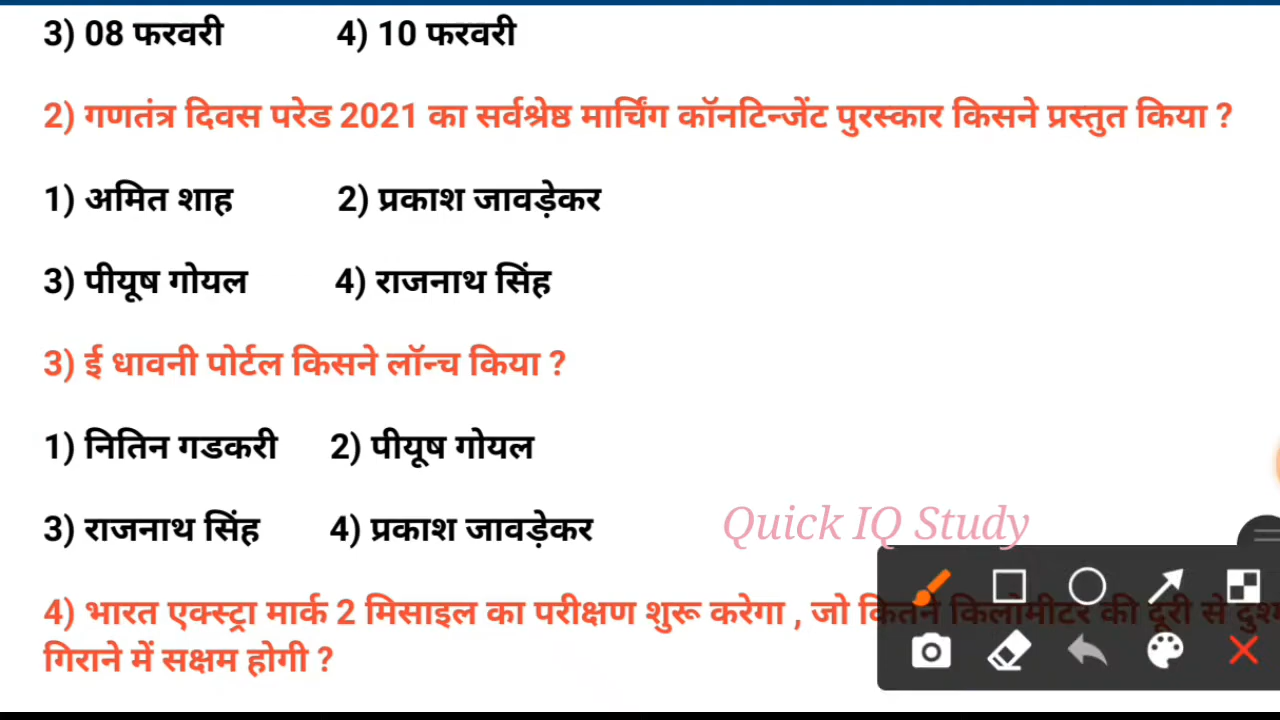 3) 08 फरवरी 4) 10 फरवरी
2) गणतंत्र दिवस परेड 2021 का सर्वश्रेष्ठ मार्चिंग कॉनटिन्जेंट पुरस्कार किसने प्रस्तुत किया ?
1) अमित शाह 2) प्रकाश जावड़ेकर
3) पीयूष गोयल 4) राजनाथ सिंह
3) ई धावनी पोर्टल किसने लॉन्च किया ?
1) नितिन गडकरी 2) पीयूष गोयल
3) राजनाथ सिंह 4) प्रकाश जावड़ेकर
Quick IQ Study
4) भारत एक्स्ट्रा मार्क 2 मिसाइल का परीक्षण शुरू करेगा , जो कितने किलोमीटर की दूरी से
गिराने में सक्षम होगी ?